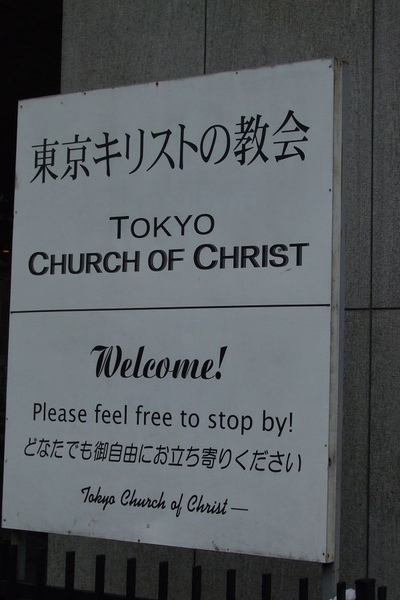 東京キリストの教会
TOKYO
CHURCH OF CHRIST
Welcome!
Please feel free to stop by!
どなたでも御自由にお立ち寄りください
Tokyo Church of Christ —